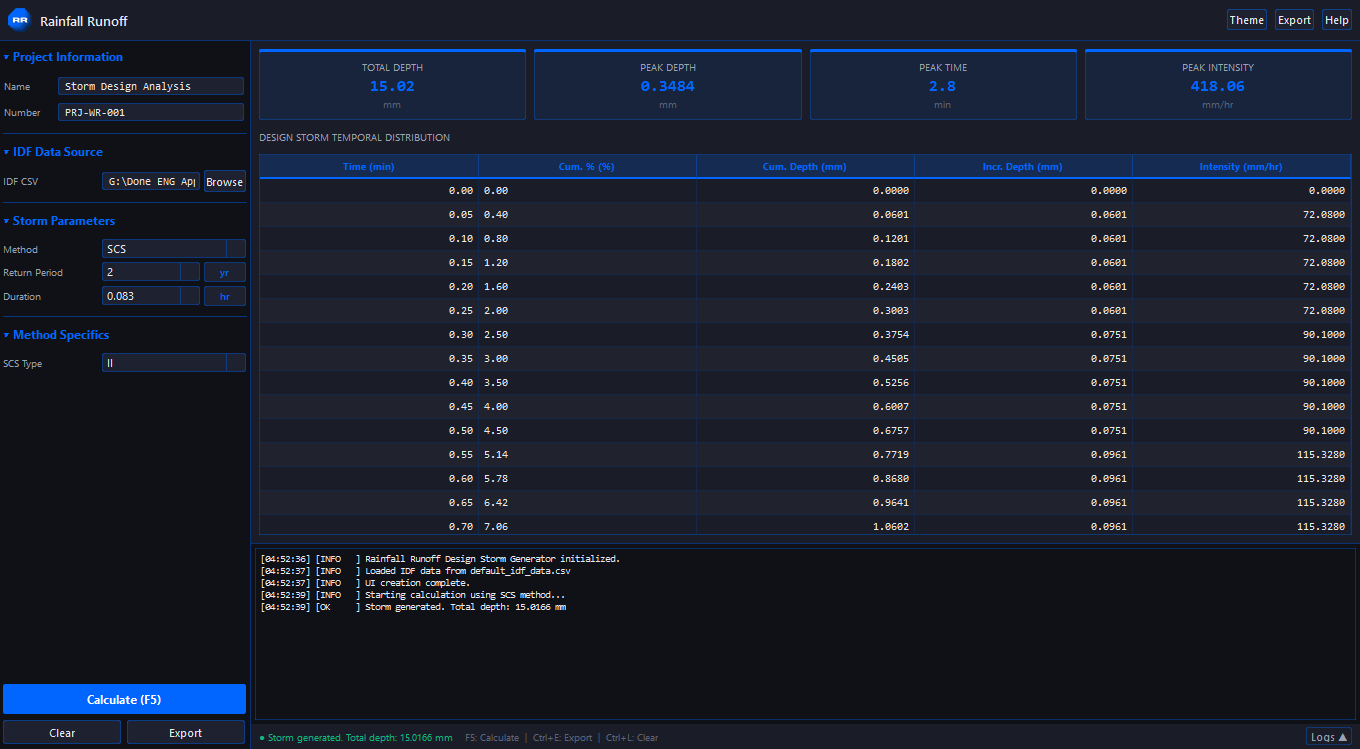 RR Rainfall Runoff Theme Export Help
Project Information
Name Storm Design Analysis
Number PRJ-WR-001
IDF Data Source
IDF CSV G:\Done ENG App Browse
Storm Parameters
Method SCS
Return Period 2 yr
Duration 0.083 hr
Method Specifics
SCS Type II
Calculate (F5)
Clear Export
TOTAL DEPTH PEAK DEPTH PEAK TIME PEAK INTENSITY
15.02 0.3484 2.8 418.06
mm mm min mm/hr
DESIGN STORM TEMPORAL DISTRIBUTION
Time (min) Cum. % (%) Cum. Depth (mm) Incr. Depth (mm) Intensity (mm/hr)
0.00 0.00 0.0000 0.0000 0.0000
0.05 0.40 0.0601 0.0601 72.0800
0.10 0.80 0.1201 0.0601 72.0800
0.15 1.20 0.1802 0.0601 72.0800
0.20 1.60 0.2403 0.0601 72.0800
0.25 2.00 0.3003 0.0601 72.0800
0.30 2.50 0.3754 0.0751 90.1000
0.35 3.00 0.4505 0.0751 90.1000
0.40 3.50 0.5256 0.0751 90.1000
0.45 4.00 0.6007 0.0751 90.1000
0.50 4.50 0.6757 0.0751 90.1000
0.55 5.14 0.7719 0.0961 115.3280
0.60 5.78 0.8680 0.0961 115.3280
0.65 6.42 0.9641 0.0961 115.3280
0.70 7.06 1.0602 0.0961 115.3280
[04:52:36] [INFO ] Rainfall Runoff Design Storm Generator initialized.
[04:52:37] [INFO ] Loaded IDF data from default_idf_data.csv
[04:52:37] [INFO ] UI creation complete.
[04:52:39] [INFO ] Starting calculation using SCS method...
[04:52:39] [OK ] Storm generated. Total depth: 15.0166 mm
● Storm generated. Total depth: 15.0166 mm F5: Calculate | Ctrl+E: Export | Ctrl+L: Clear Logs ▲